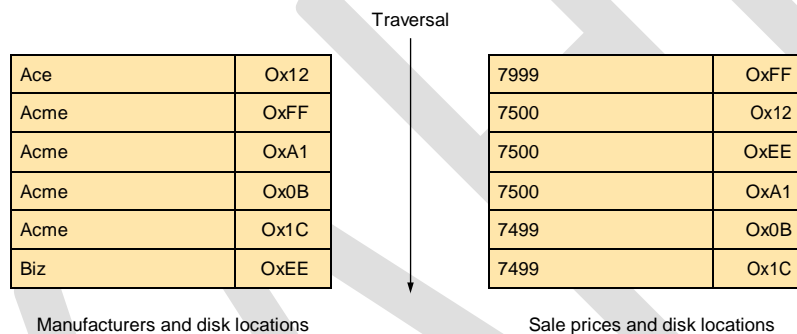 Traversal
Ace Ox12 7999 OxFF
Acme OxFF 7500 Ox12
Acme OxA1 7500 OxEE
Acme Ox0B 7500 OxA1
Acme Ox1C 7499 Ox0B
Biz OxEE 7499 Ox1C
Manufacturers and disk locations Sale prices and disk locations